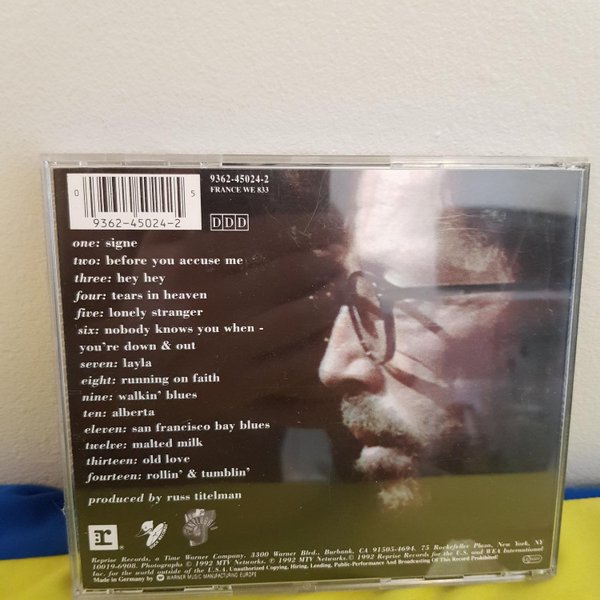 0 5
9362-45024-2
9362-45024-2
FRANCE WE 833
DDD
one: signe
two: before you accuse me
three: hey hey
four: tears in heaven
five: lonely stranger
six: nobody knows you when -
you're down & out
seven: layla
eight: running on faith
nine: walkin' blues
ten: alberta
eleven: san francisco bay blues
twelve: malted milk
thirteen: old love
fourteen: rollin' & tumblin'
produced by russ titelman
r
Reprise Records, a Time Warner Company. 3300 Warner Blvd., Burbank, CA 91505-4694. 75 Rockefeller Plaza, New York, NY
10019-6908. Photographs © 1992 MTV Networks. ℗ 1992 MTV Networks.© 1992 Reprise Records for the U.S. and WEA International
Inc. for the world outside of the U.S.A. Unauthorized Copying, Hiring, Lending, Public-Performance And Broadcasting Of This Record Prohibited!
Made in Germany by WARNER MUSIC MANUFACTURING EUROPE